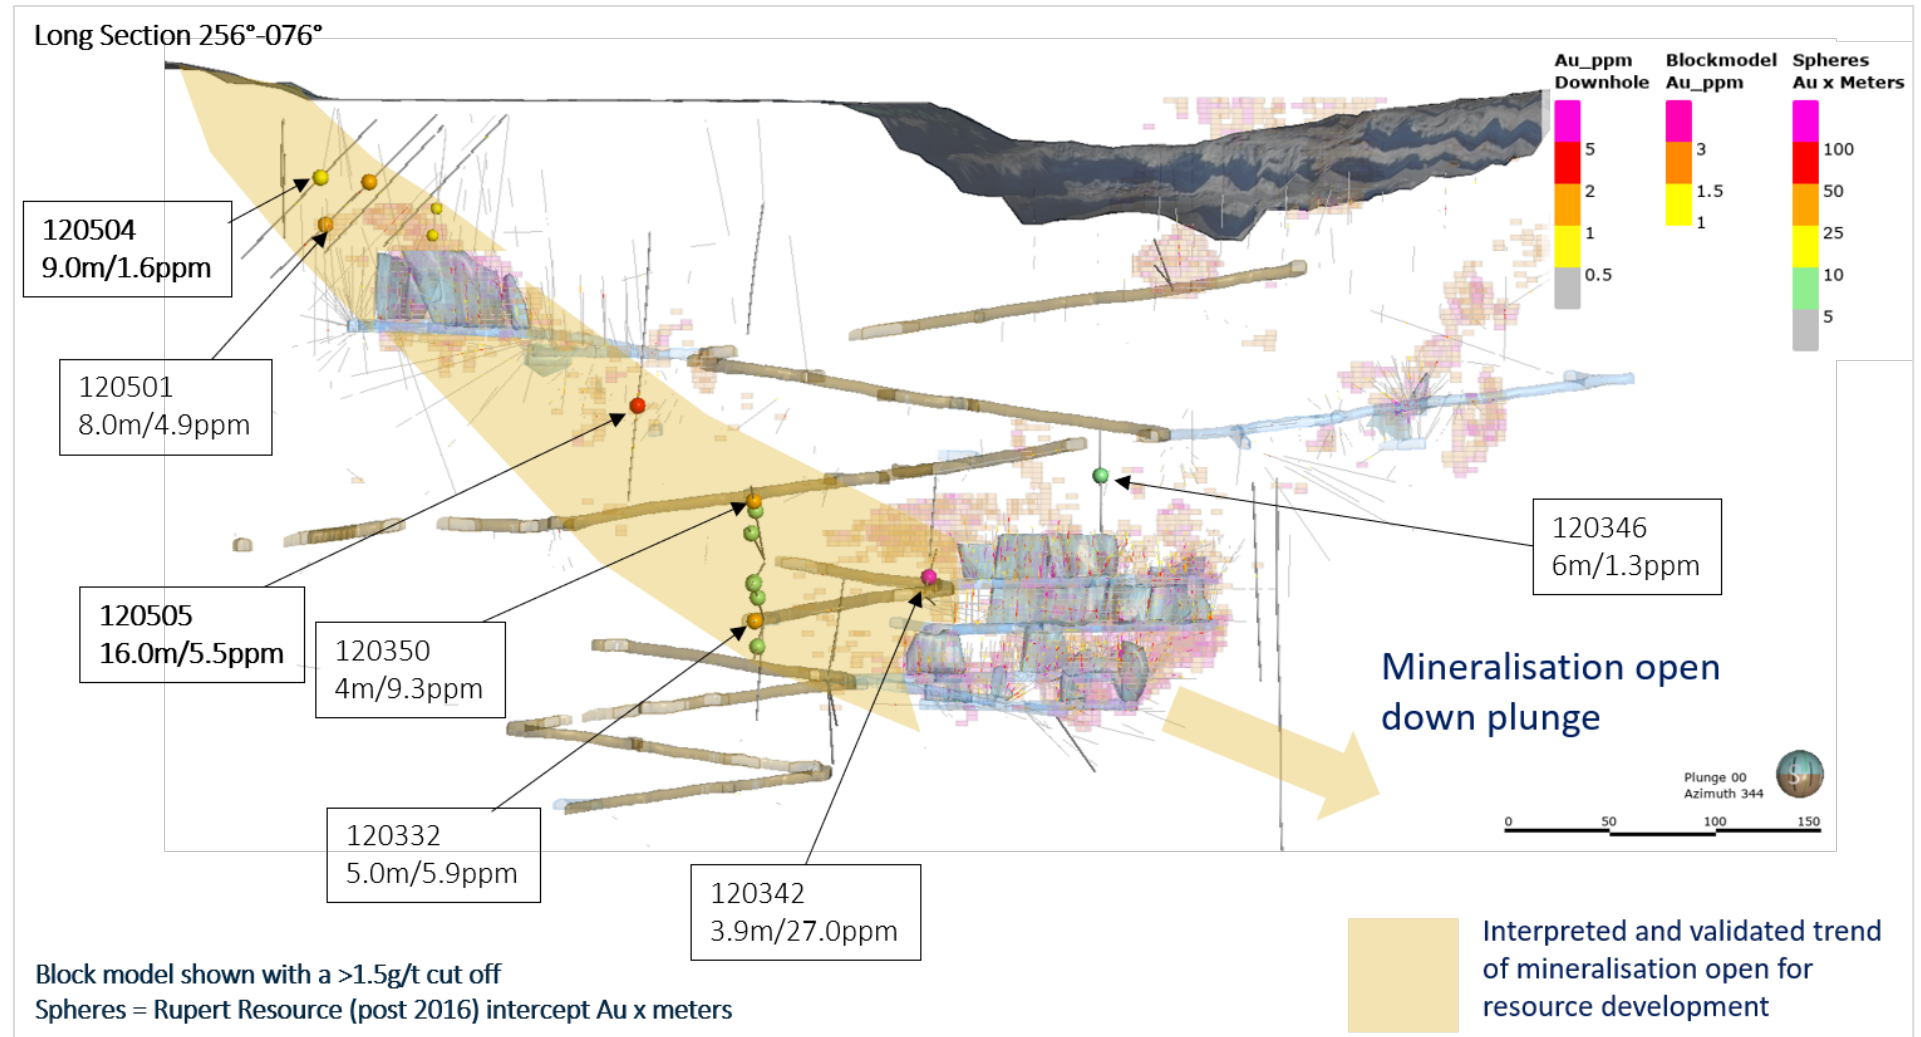 Long Section 256°-076°
Au_ppm
Downhole
5
2
1
0.5
Blockmodel
Au_ppm
3
1.5
1
Spheres
Au x Meters
100
50
25
10
5
120504
9.0m/1.6ppm
120501
8.0m/4.9ppm
120505
16.0m/5.5ppm
120350
4m/9.3ppm
120332
5.0m/5.9ppm
120342
3.9m/27.0ppm
120346
6m/1.3ppm
Mineralisation open
down plunge
Plunge 00
Azimuth 344
S
0 50 100 150
Block model shown with a >1.5g/t cut off
Spheres = Rupert Resource (post 2016) intercept Au x meters
Interpreted and validated trend
of mineralisation open for
resource development